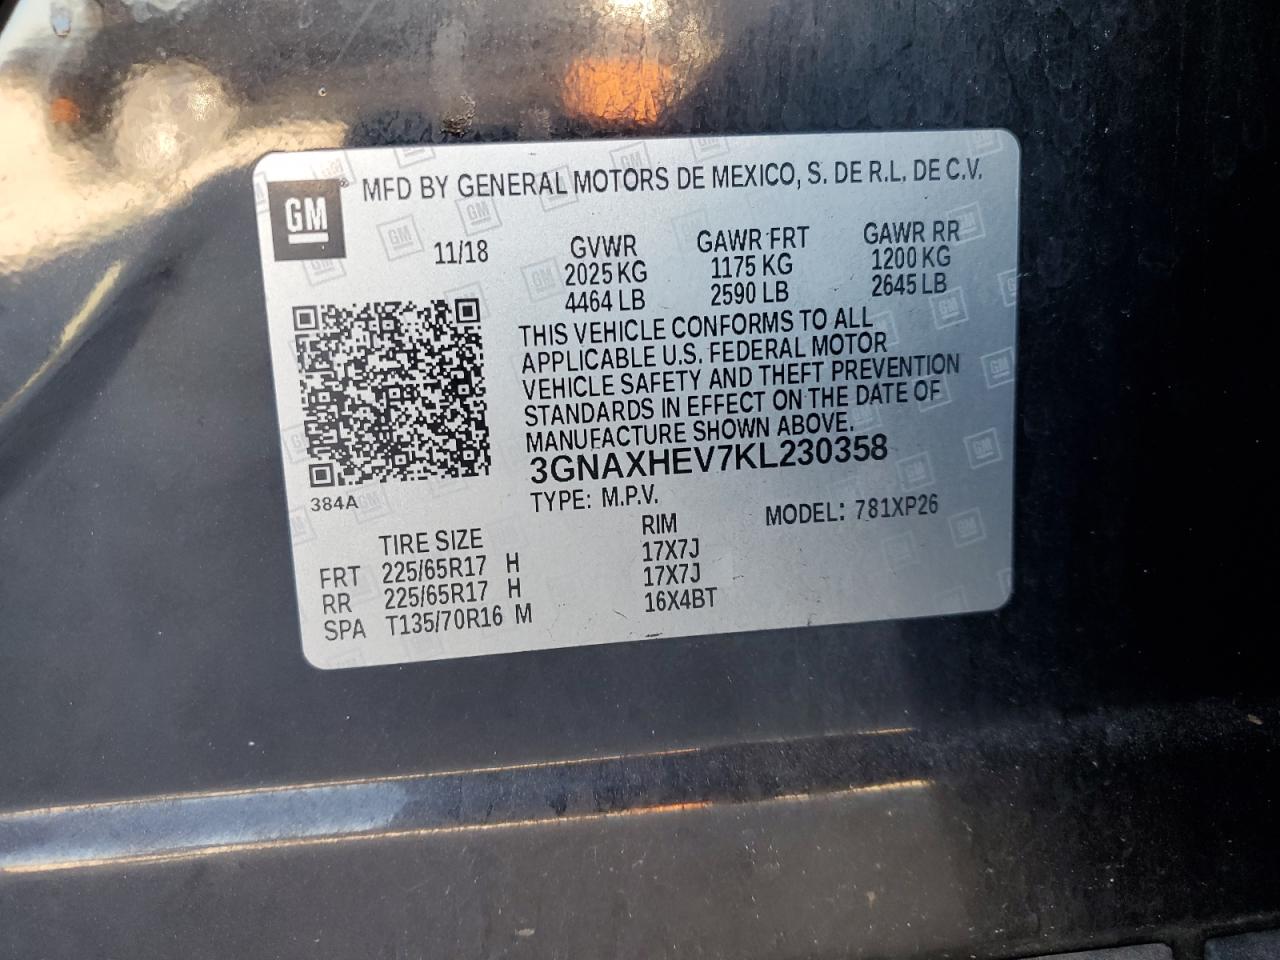 GM
MFD BY GENERAL MOTORS DE MEXICO, S. DE R.L. DE C.V.
11/18 GVWR GAWR FRT GAWR RR
2025 KG 1175 KG 1200 KG
4464 LB 2590 LB 2645 LB
THIS VEHICLE CONFORMS TO ALL
APPLICABLE U.S. FEDERAL MOTOR
VEHICLE SAFETY AND THEFT PREVENTION
STANDARDS IN EFFECT ON THE DATE OF
MANUFACTURE SHOWN ABOVE.
3GNAXHEV7KL230358
384A TYPE: M.P.V. MODEL: 781XP26
TIRE SIZE RIM
FRT 225/65R17 H 17X7J
RR 225/65R17 H 17X7J
SPA T135/70R16 M 16X4BT